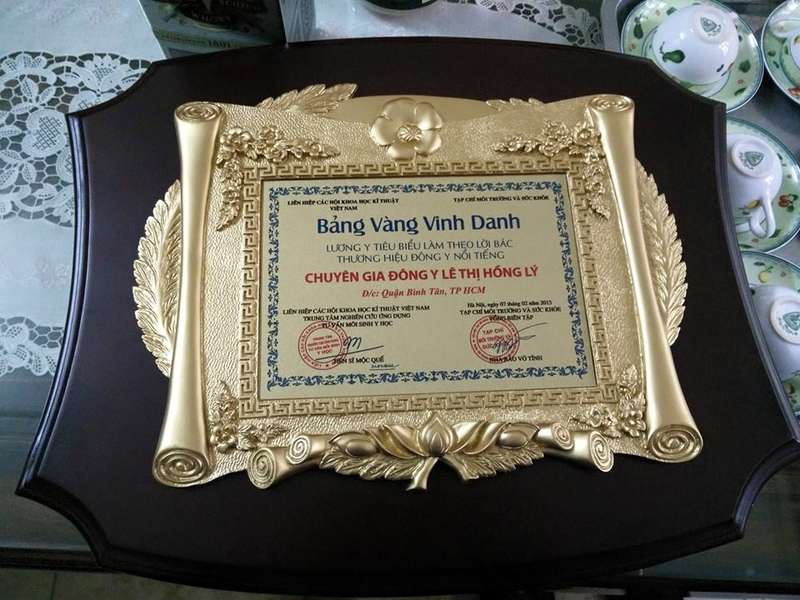 LIÊN HIỆP CÁC HỘI KHOA HỌC KĨ THUẬT
VIỆT NAM
TẠP CHÍ MÔI TRƯỜNG VÀ SỨC KHỎE
Bảng Vàng Vinh Danh
LƯƠNG Y TIÊU BIỂU LÀM THEO LỜI BÁC
THƯƠNG HIỆU ĐÔNG Y NỔI TIẾNG
CHUYÊN GIA ĐÔNG Y LÊ THỊ HỒNG LÝ
Đ/c: Quận Bình Tân, TP HCM
LIÊN HIỆP CÁC HỘI KHOA HỌC KĨ THUẬT VIỆT NAM
TRUNG TÂM NGHIÊN CỨU ỨNG DỤNG
TƯ VẤN MÔI SINH Y HỌC
TIẾN SĨ MỘC QUẾ
Hà Nội, ngày 07 tháng 02 năm 2015
TẠP CHÍ MÔI TRƯỜNG VÀ SỨC KHỎE
TỔNG BIÊN TẬP
TẠP CHÍ
NHÀ BÁO VÕ TÌNH